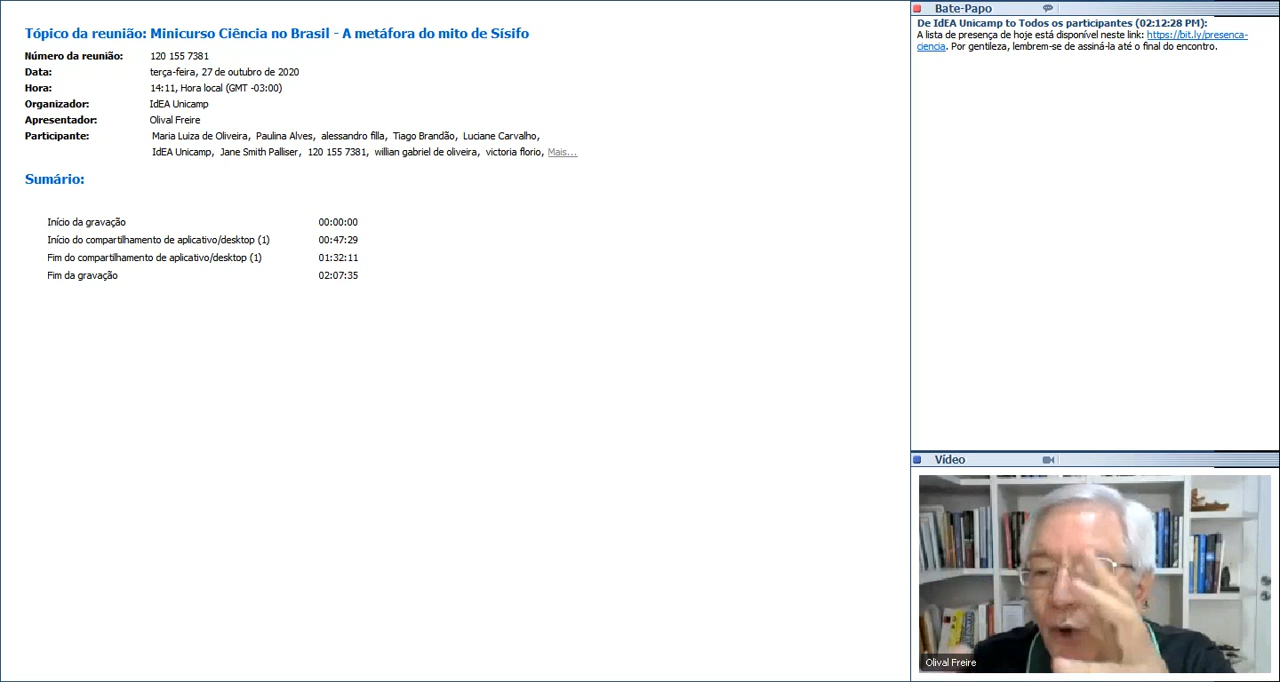 Tópico da reunião: Minicurso Ciência no Brasil - A metáfora do mito de Sísifo
Número da reunião: 120 155 7381
Data: terça-feira, 27 de outubro de 2020
Hora: 14:11, Hora local (GMT -03:00)
Organizador: IdEA Unicamp
Apresentador: Olival Freire
Participante: Maria Luiza de Oliveira, Paulina Alves, alessandro filla, Tiago Brandão, Luciane Carvalho,
IdEA Unicamp, Jane Smith Palliser, 120 155 7381, willian gabriel de oliveira, victoria florio, Mais...
Sumário:
Início da gravação 00:00:00
Início do compartilhamento de aplicativo/desktop (1) 00:47:29
Fim do compartilhamento de aplicativo/desktop (1) 01:32:11
Fim da gravação 02:07:35
Bate-Papo
De IdEA Unicamp to Todos os participantes (02:12:28 PM):
A lista de presença de hoje está disponível neste link: https://bit.ly/presenca-
ciencia. Por gentileza, lembrem-se de assiná-la até o final do encontro.
Vídeo
Olival Freire